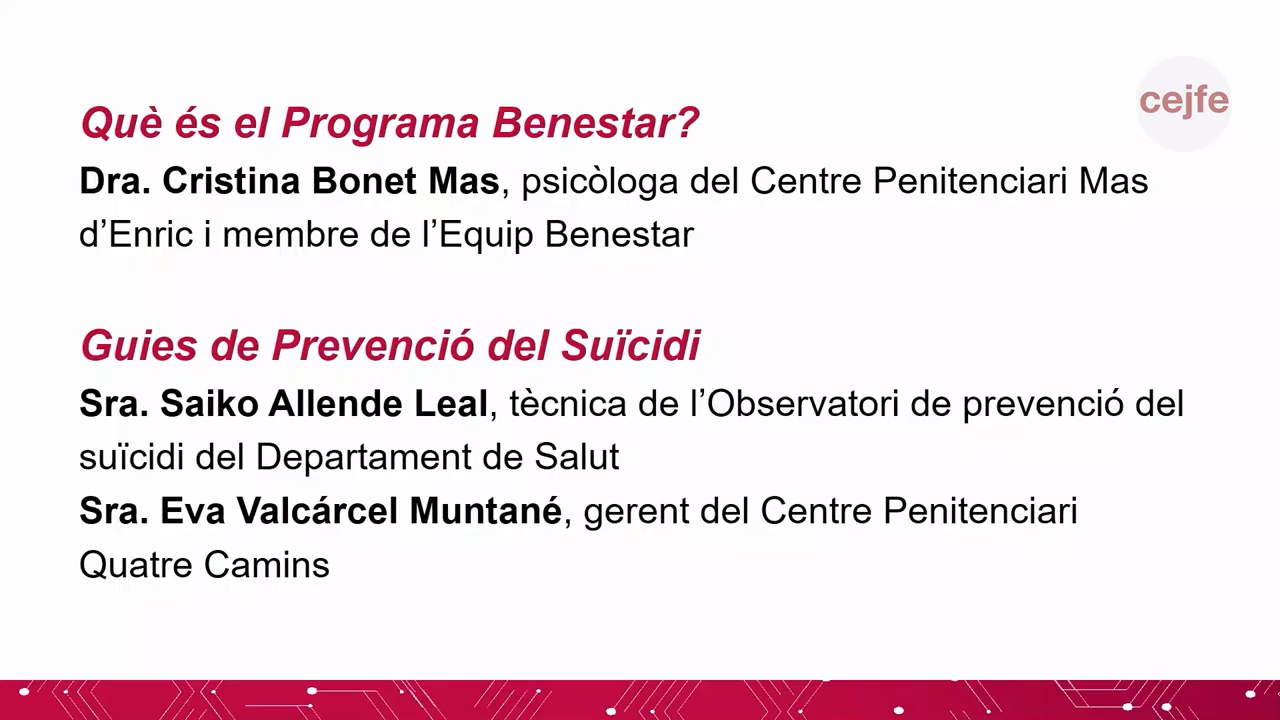 cejfe
Què és el Programa Benestar?
Dra. Cristina Bonet Mas, psicòloga del Centre Penitenciari Mas
d’Enric i membre de l’Equip Benestar
Guies de Prevenció del Suïcidi
Sra. Saiko Allende Leal, tècnica de l’Observatori de prevenció del
suïcidi del Departament de Salut
Sra. Eva Valcárcel Muntané, gerent del Centre Penitenciari
Quatre Camins